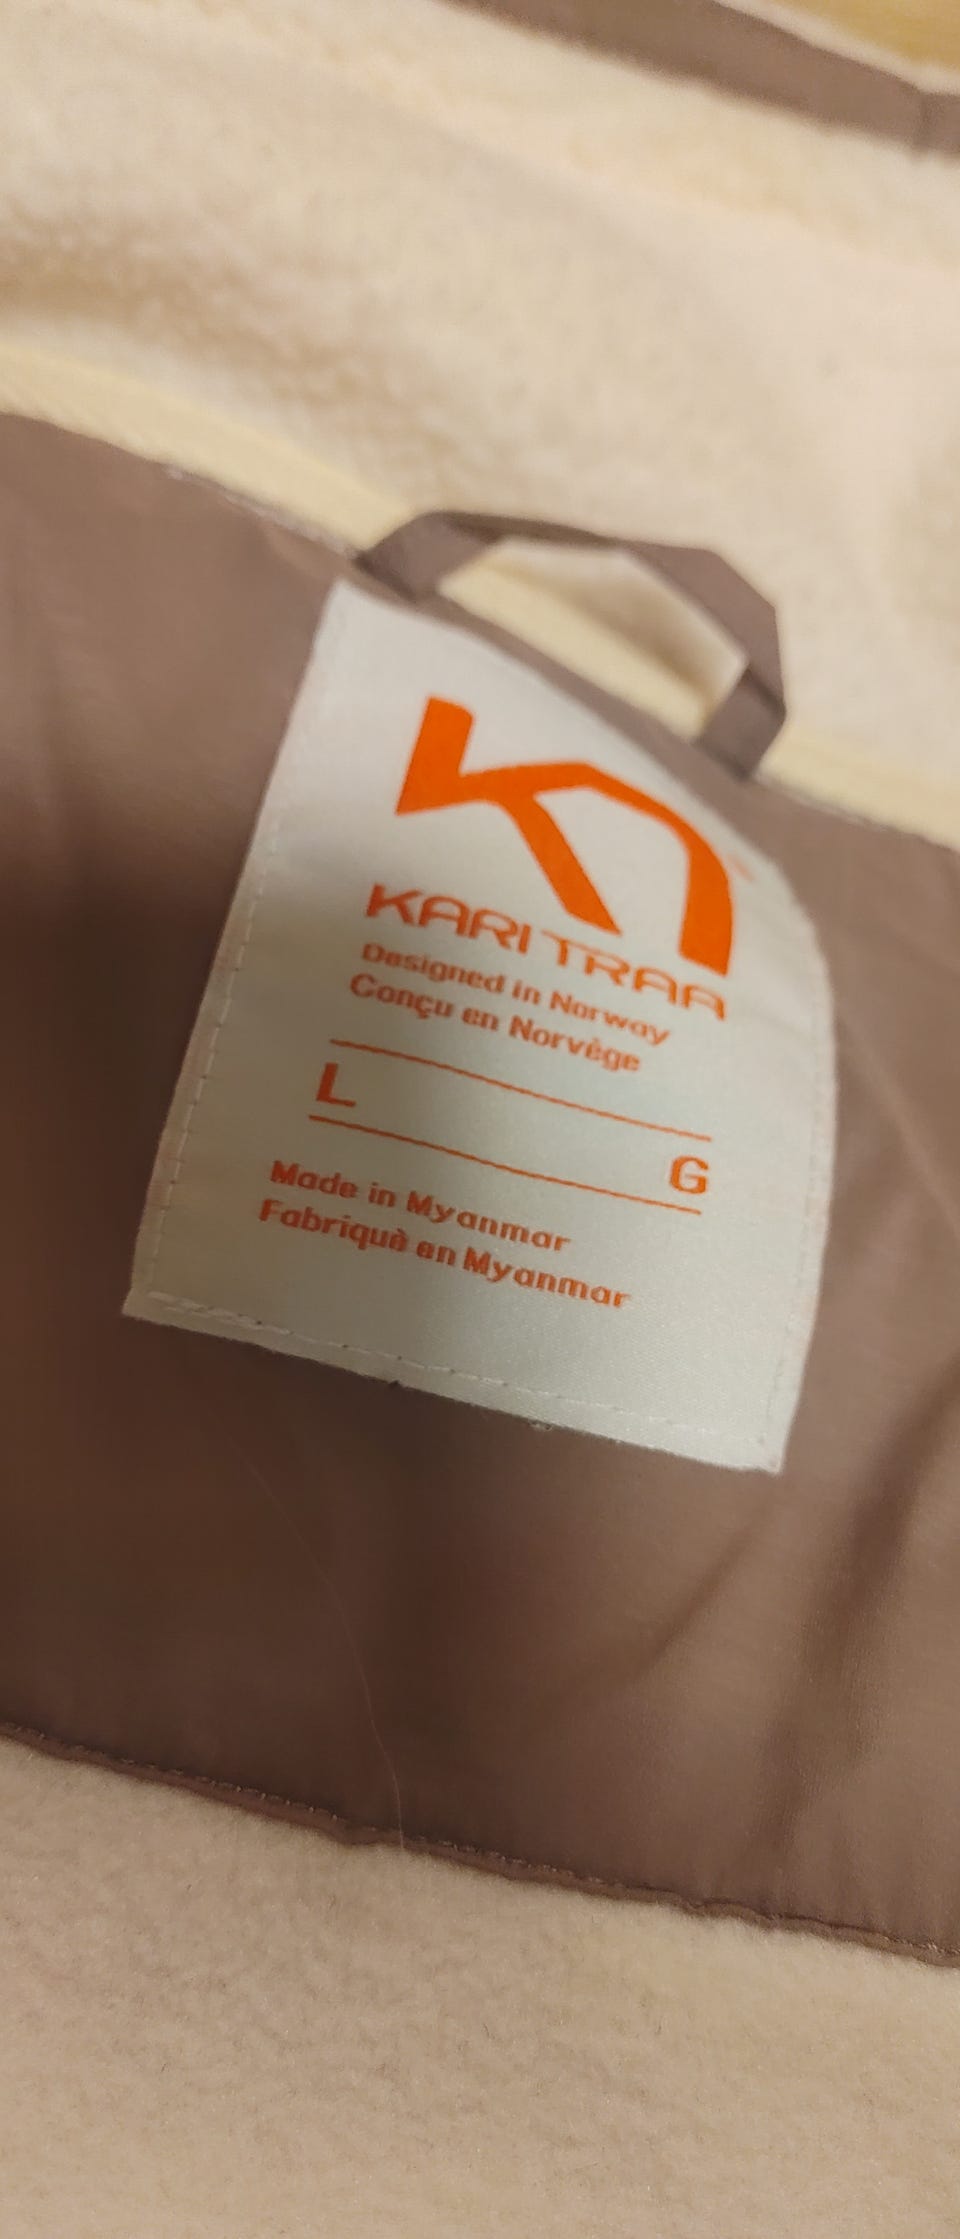 KARI TRAA
Designed in Norway
Conçu en Norvège
L
G
Made in Myanmar
Fabriquè en Myanmar